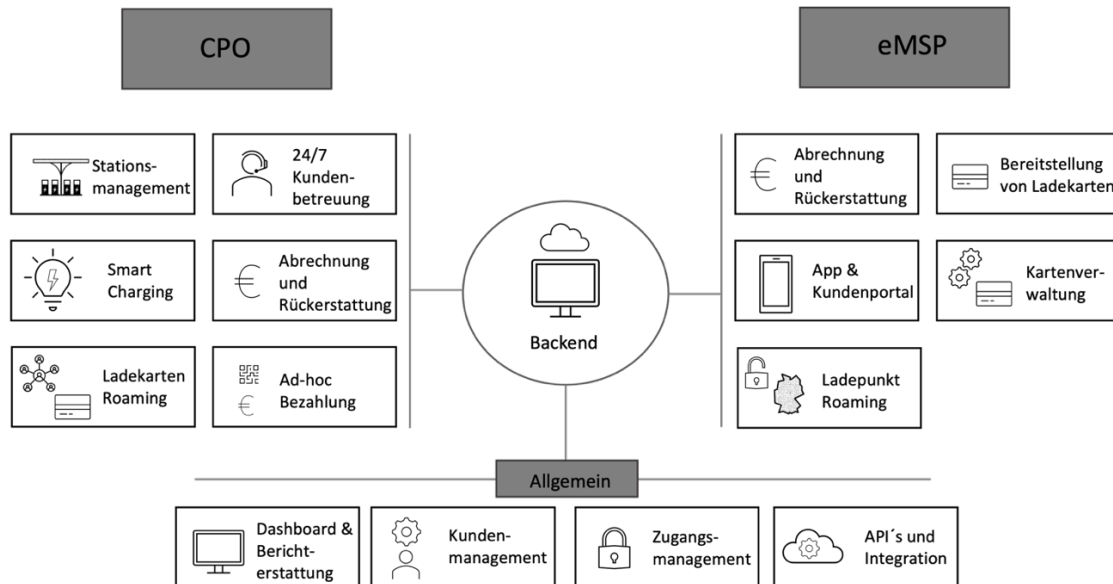 CPO
eMSP
Stations-
management
24/7
Kunden-
betreuung
Smart
Charging
Abrechnung
und
Rückerstattung
Ladekarten
Roaming
Ad-hoc
Bezahlung
Backend
Abrechnung
und
Rückerstattung
Bereitstellung
von Ladekarten
App &
Kundenportal
Kartenver-
waltung
Ladepunkt
Roaming
Allgemein
Dashboard &
Bericht-
erstattung
Kunden-
management
Zugangs-
management
API´s und
Integration